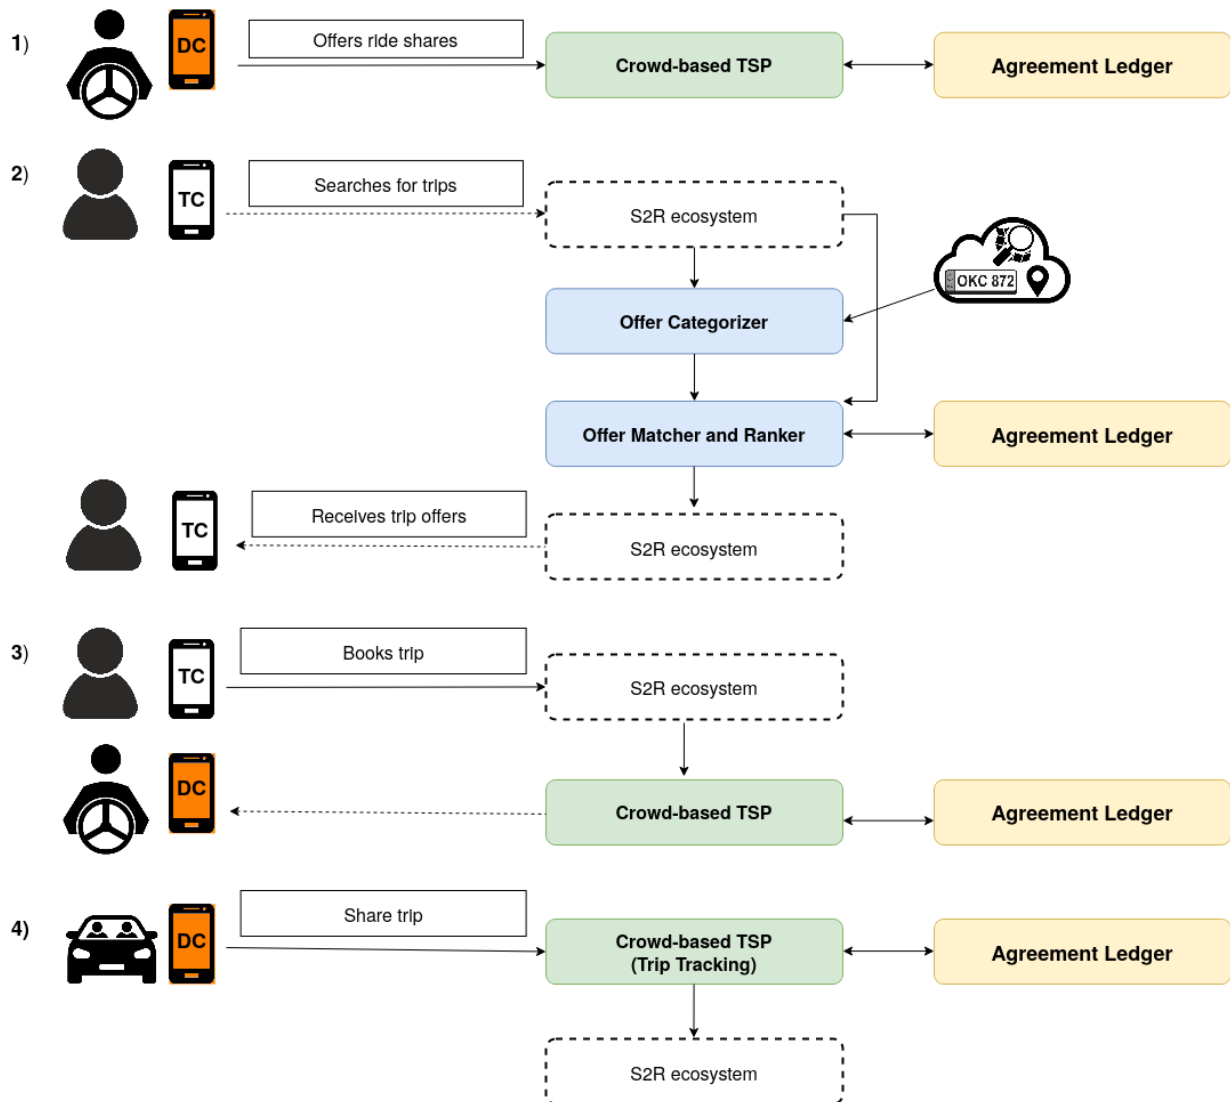 1)
DC
Offers ride shares
Crowd-based TSP
Agreement Ledger
2)
TC
Searches for trips
S2R ecosystem
OKC 872
Offer Categorizer
Offer Matcher and Ranker
Agreement Ledger
TC
Receives trip offers
S2R ecosystem
3)
TC
Books trip
S2R ecosystem
DC
Crowd-based TSP
Agreement Ledger
4)
DC
Share trip
Crowd-based TSP
(Trip Tracking)
Agreement Ledger
S2R ecosystem